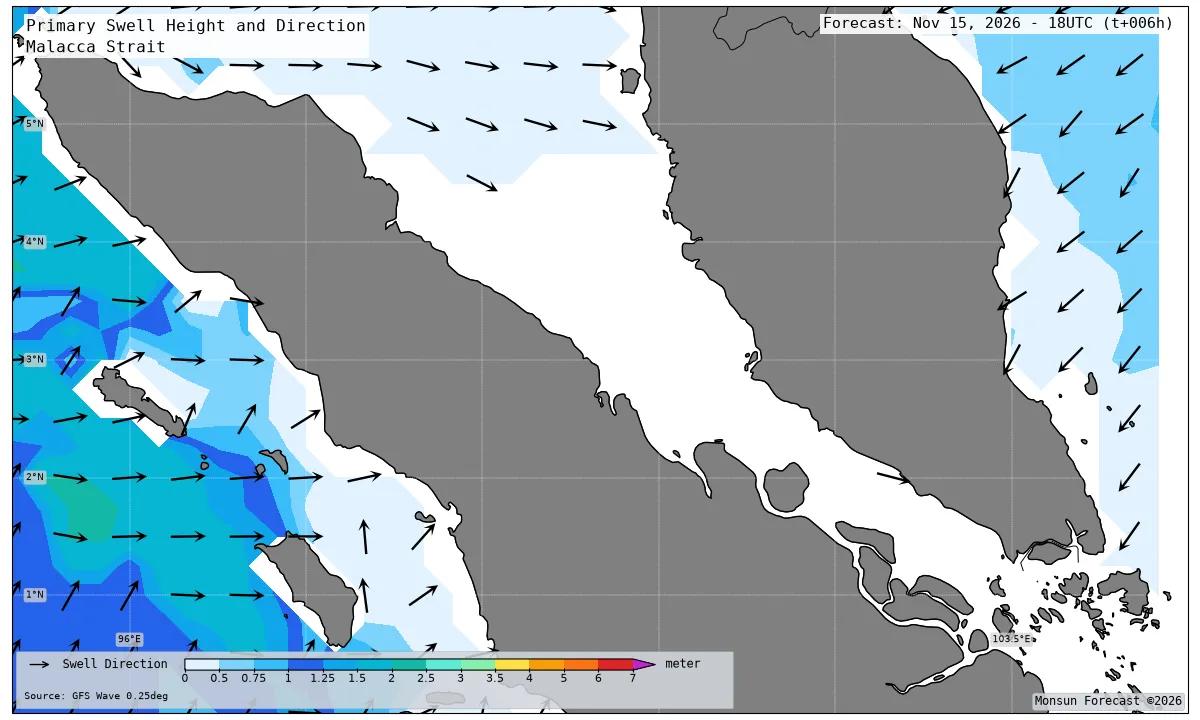 Primary Swell Height and Direction
Malacca Strait
Forecast: Nov 15, 2026 - 18UTC (t+006h)
5°N
4°N
3°N
2°N
1°N
96°E
103.5°E
Swell Direction
meter
0 0.5 0.75 1 1.25 1.5 2 2.5 3 3.5 4 5 6 7
Source: GFS Wave 0.25deg
Monsun Forecast ©2026